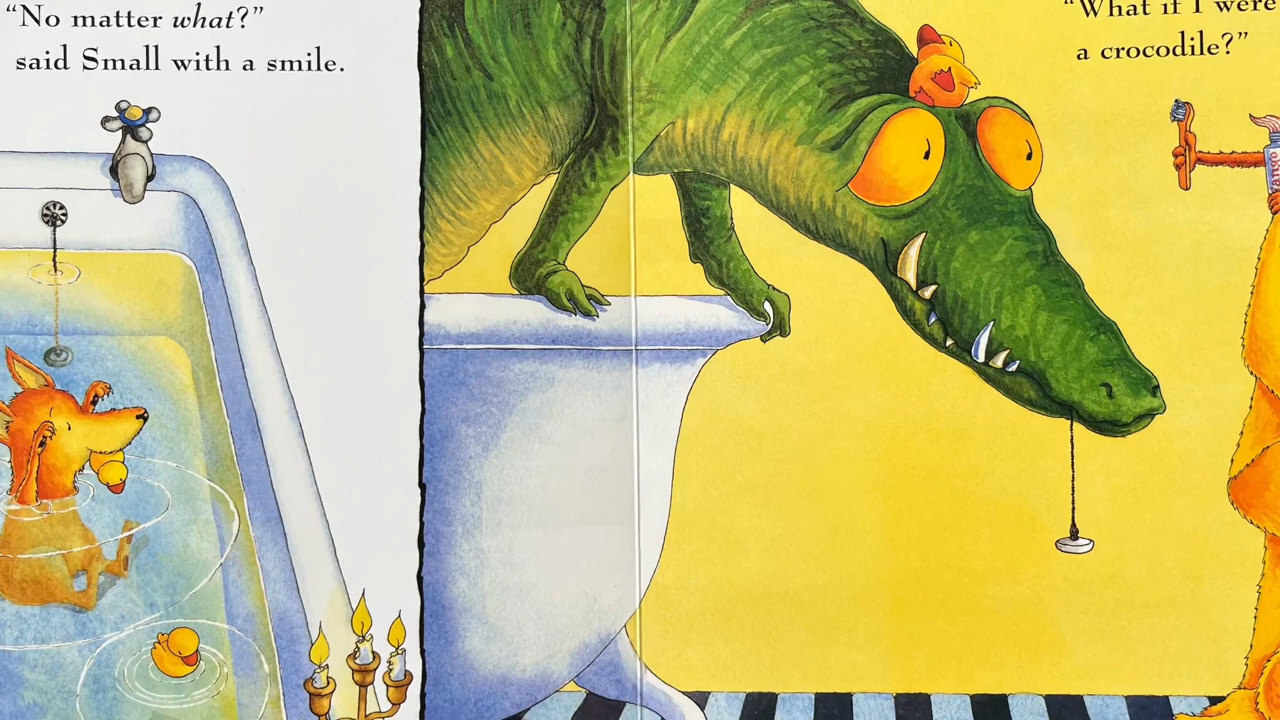 “No matter what?”
said Small with a smile.
“What if I were
a crocodile?”